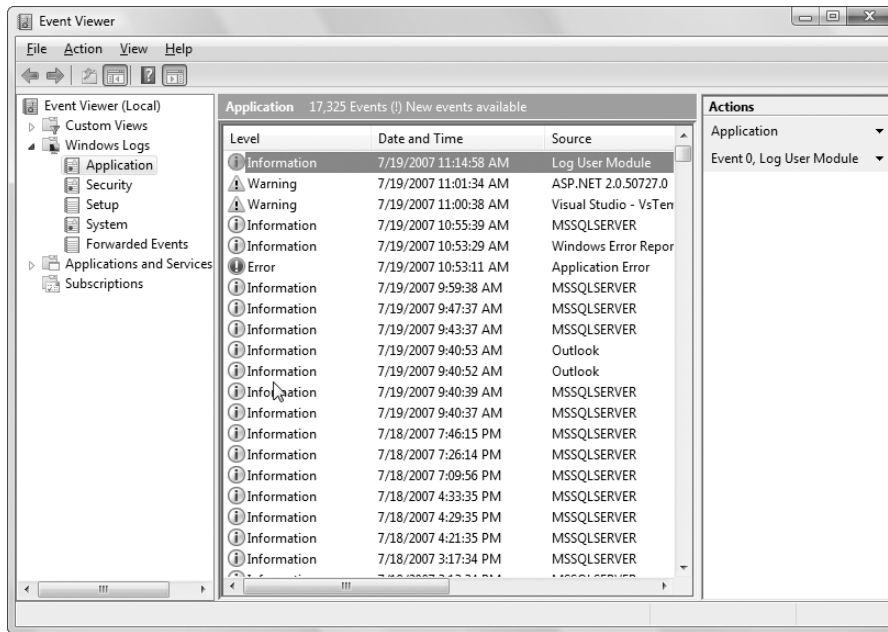 Event Viewer
File Action View Help
Event Viewer (Local)
Custom Views
Windows Logs
Application
Security
Setup
System
Forwarded Events
Applications and Services
Subscriptions
Application 17,325 Events (!) New events available
Level Date and Time Source
Information 7/19/2007 11:14:58 AM Log User Module
Warning 7/19/2007 11:01:34 AM ASP.NET 2.0.50727.0
Warning 7/19/2007 11:00:38 AM Visual Studio - VsTem
Information 7/19/2007 10:55:39 AM MSSQLSERVER
Information 7/19/2007 10:53:29 AM Windows Error Repor
Error 7/19/2007 10:53:11 AM Application Error
Information 7/19/2007 9:59:38 AM MSSQLSERVER
Information 7/19/2007 9:47:37 AM MSSQLSERVER
Information 7/19/2007 9:43:37 AM MSSQLSERVER
Information 7/19/2007 9:40:53 AM Outlook
Information 7/19/2007 9:40:52 AM Outlook
Information 7/19/2007 9:40:39 AM MSSQLSERVER
Information 7/19/2007 9:40:37 AM MSSQLSERVER
Information 7/18/2007 7:46:15 PM MSSQLSERVER
Information 7/18/2007 7:26:14 PM MSSQLSERVER
Information 7/18/2007 7:09:56 PM MSSQLSERVER
Information 7/18/2007 4:33:35 PM MSSQLSERVER
Information 7/18/2007 4:29:35 PM MSSQLSERVER
Information 7/18/2007 4:21:35 PM MSSQLSERVER
Information 7/18/2007 3:17:34 PM MSSQLSERVER
Actions
Application
Event 0, Log User Module